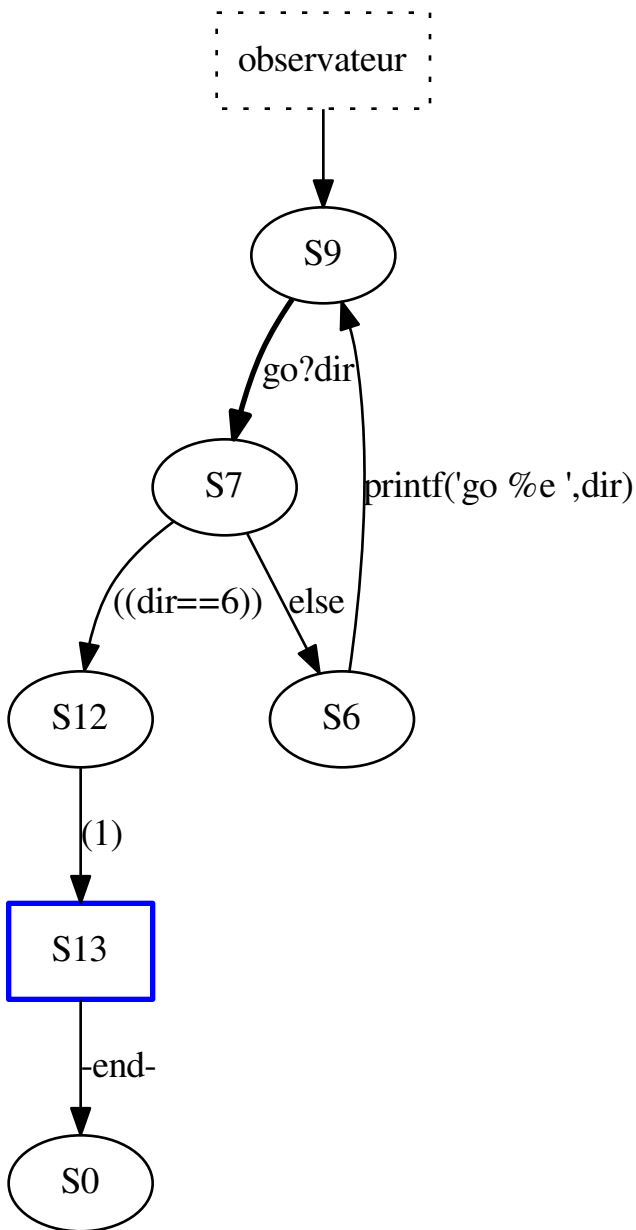 observateur
S9
go?dir
S7
printf('go %e ',dir)
((dir==6))
else
S12
S6
(1)
S13
-end-
S0